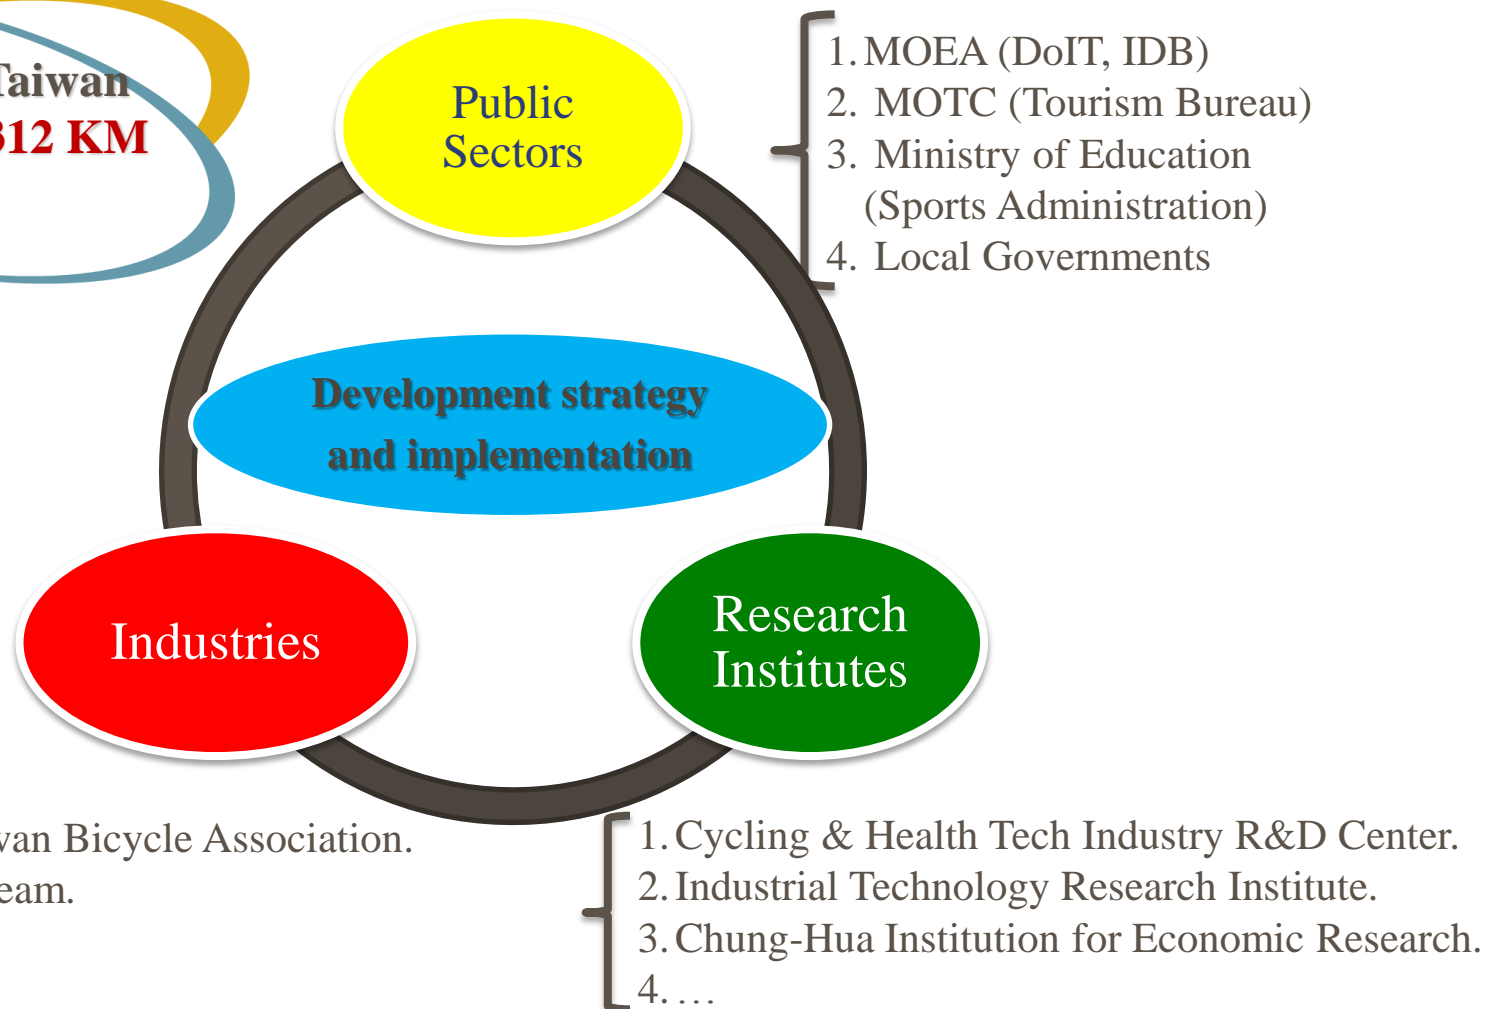 Taiwan
312 KM
Public
Sectors
1. MOEA (DoIT, IDB)
2. MOTC (Tourism Bureau)
3. Ministry of Education
(Sports Administration)
4. Local Governments
Development strategy
and implementation
Industries
Research
Institutes
Bicycle Association.
1. Cycling & Health Tech Industry R&D Center.
2. Industrial Technology Research Institute.
3. Chung-Hua Institution for Economic Research.
4. …